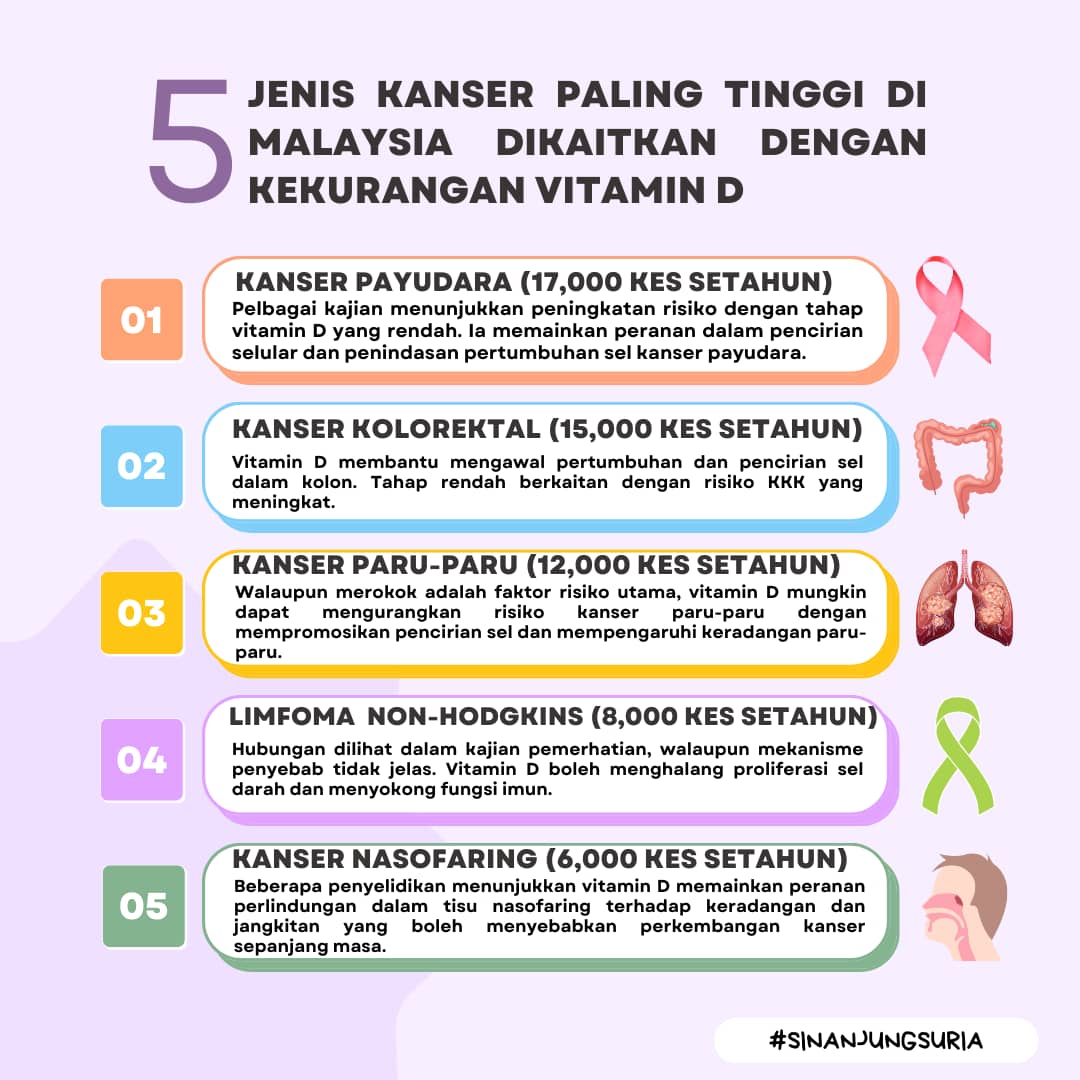 5
JENIS KANSER PALING TINGGI DI
MALAYSIA DIKAITKAN DENGAN
KEKURANGAN VITAMIN D
01
KANSER PAYUDARA (17,000 KES SETAHUN)
Pelbagai kajian menunjukkan peningkatan risiko dengan tahap
vitamin D yang rendah. Ia memainkan peranan dalam pencirian
selular dan penindasan pertumbuhan sel kanser payudara.
02
KANSER KOLOREKTAL (15,000 KES SETAHUN)
Vitamin D membantu mengawal pertumbuhan dan pencirian sel
dalam kolon. Tahap rendah berkaitan dengan risiko KKK yang
meningkat.
03
KANSER PARU-PARU (12,000 KES SETAHUN)
Walaupun merokok adalah faktor risiko utama, vitamin D mungkin
dapat mengurangkan risiko kanser paru-paru dengan
mempromosikan pencirian sel dan mempengaruhi keradangan paru-
paru.
04
LIMFOMA NON-HODGKINS (8,000 KES SETAHUN)
Hubungan dilihat dalam kajian pemerhatian, walaupun mekanisme
penyebab tidak jelas. Vitamin D boleh menghalang proliferasi sel
darah dan menyokong fungsi imun.
05
KANSER NASOFARING (6,000 KES SETAHUN)
Beberapa penyelidikan menunjukkan vitamin D memainkan peranan
perlindungan dalam tisu nasofaring terhadap keradangan dan
jangkitan yang boleh menyebabkan perkembangan kanser
sepanjang masa.
#SINANJUNGSURIA